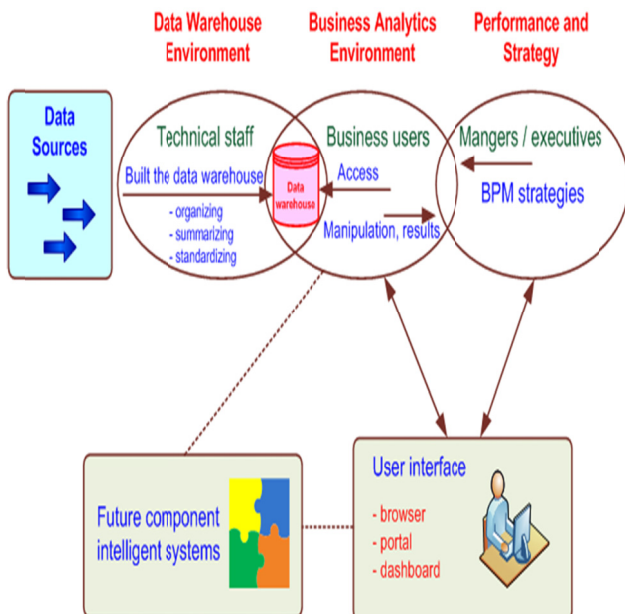 Data Warehouse
Environment
Business Analytics
Environment
Performance and
Strategy
Data
Sources
Technical staff
Built the data warehouse
- organizing
- summarizing
- standardizing
Data
warehouse
Business users
Access
Manipulation, results
Mangers / executives
BPM strategies
Future component
intelligent systems
User interface
- browser
- portal
- dashboard